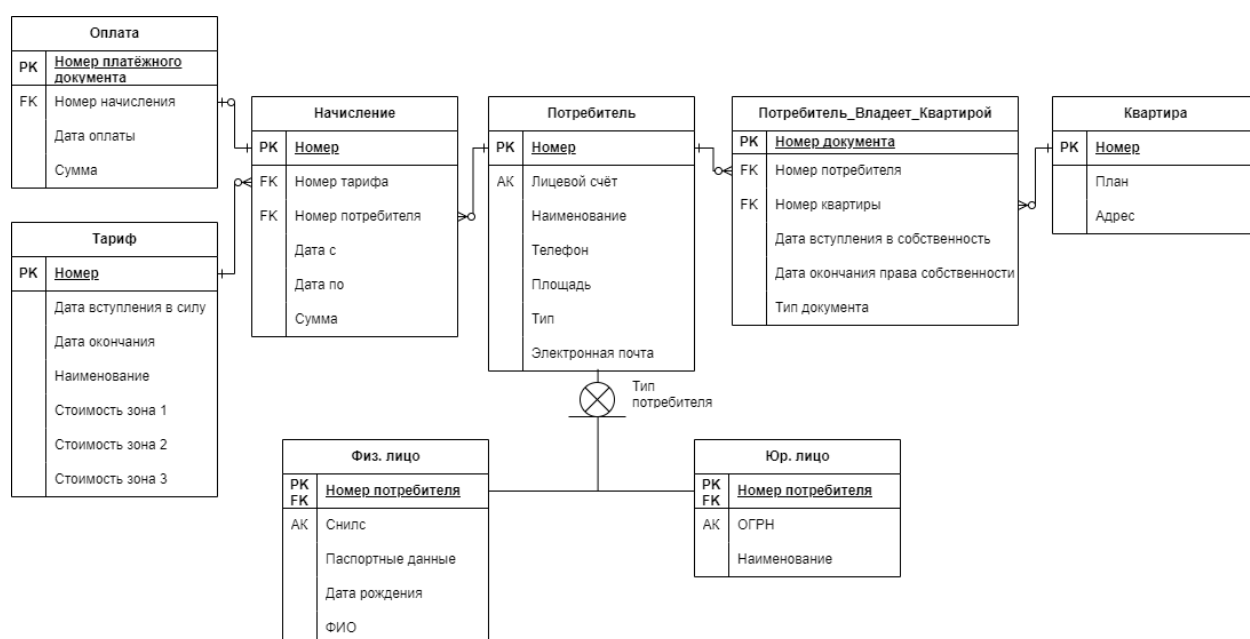 Оплата
PK Номер платёжного
документа
FK Номер начисления
Дата оплаты
Сумма
Тариф
PK Номер
Дата вступления в силу
Дата окончания
Наименование
Стоимость зона 1
Стоимость зона 2
Стоимость зона 3
Начисление
PK Номер
FK Номер тарифа
FK Номер потребителя
Дата с
Дата по
Сумма
Потребитель
PK Номер
АК Лицевой счёт
Наименование
Телефон
Площадь
Тип
Электронная почта
Потребитель_Владеет_Квартирой
PK Номер документа
FK Номер потребителя
FK Номер квартиры
Дата вступления в собственность
Дата окончания права собственности
Тип документа
Квартира
PK Номер
План
Адрес
Тип
потребителя
Физ. лицо
PK
FK Номер потребителя
АК Снилс
Паспортные данные
Дата рождения
ФИО
Юр. лицо
PK
FK Номер потребителя
АК ОГРН
Наименование